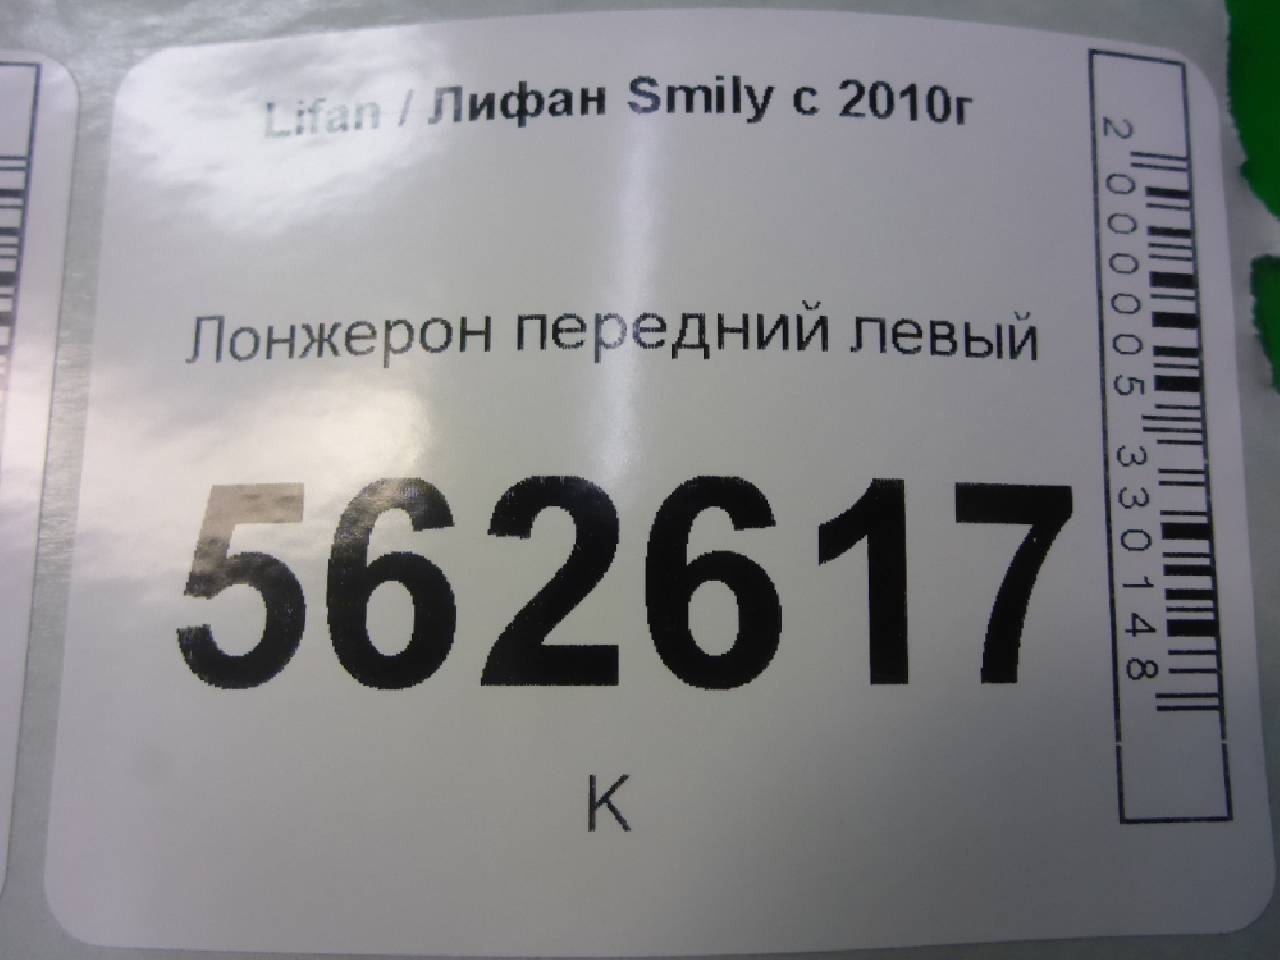 Lifan / Лифан Smily с 2010г
Лонжерон передний левый
562617
К
2000005330148